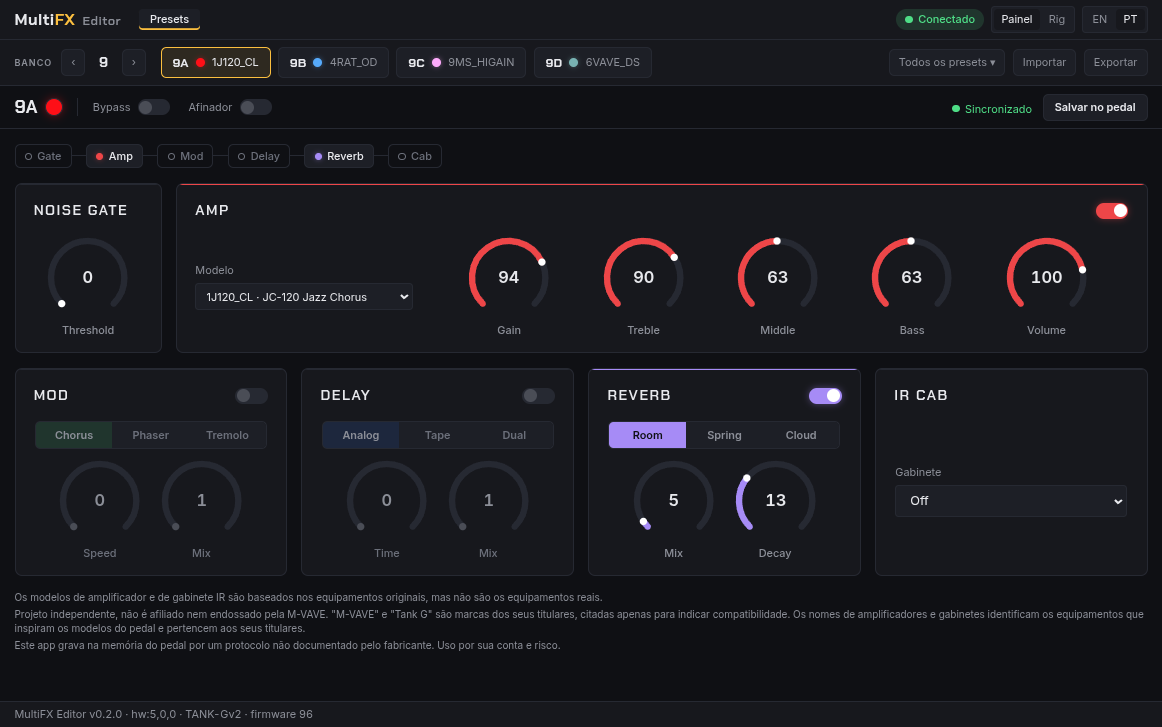 MultiFX Editor Presets Conectado Painel Rig EN PT
BANCO ‹ 9 › 9A 1J120_CL 9B 4RAT_OD 9C 9MS_HIGAIN 9D 6VAVE_DS Todos os presets ▾ Importar Exportar
9A Bypass Afinador Sincronizado Salvar no pedal
Gate Amp Mod Delay Reverb Cab
NOISE GATE
0
Threshold
AMP
Modelo
1J120_CL · JC-120 Jazz Chorus
94 90 63 63 100
Gain Treble Middle Bass Volume
MOD
Chorus Phaser Tremolo
0 1
Speed Mix
DELAY
Analog Tape Dual
0 1
Time Mix
REVERB
Room Spring Cloud
5 13
Mix Decay
IR CAB
Gabinete
Off
Os modelos de amplificador e de gabinete IR são baseados nos equipamentos originais, mas não são os equipamentos reais.
Projeto independente, não é afiliado nem endossado pela M-VAVE. "M-VAVE" e "Tank G" são marcas dos seus titulares, citadas apenas para indicar compatibilidade. Os nomes de amplificadores e gabinetes identificam os equipamentos que
inspiram os modelos do pedal e pertencem aos seus titulares.
Este app grava na memória do pedal por um protocolo não documentado pelo fabricante. Uso por sua conta e risco.
MultiFX Editor v0.2.0 · hw:5,0,0 · TANK-Gv2 · firmware 96